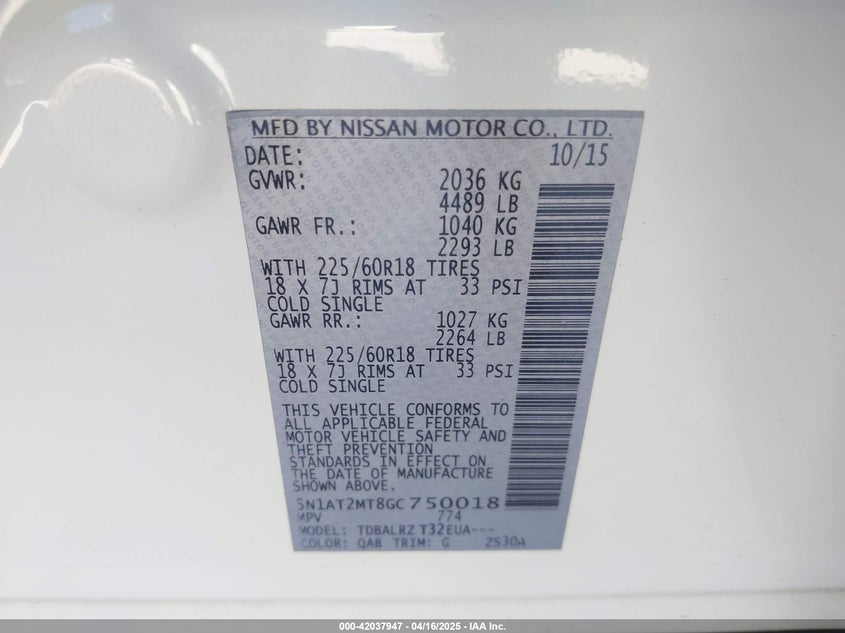 MFD BY NISSAN MOTOR CO., LTD.
DATE: 10/15
GVWR: 2036 KG
4489 LB
GAWR FR.: 1040 KG
2293 LB
WITH 225/60R18 TIRES
18 X 7J RIMS AT 33 PSI
COLD SINGLE
GAWR RR.: 1027 KG
2264 LB
WITH 225/60R18 TIRES
18 X 7J RIMS AT 33 PSI
COLD SINGLE
THIS VEHICLE CONFORMS TO
ALL APPLICABLE FEDERAL
MOTOR VEHICLE SAFETY AND
THEFT PREVENTION
STANDARDS IN EFFECT ON
THE DATE OF MANUFACTURE
SHOWN ABOVE.
5N1AT2MT8GC750018
MPV 774
MODEL: TDBALRZ T32EUA---
COLOR: QAB TRIM: G 2S30A
000-42037947 - 04/16/2025 - IAA Inc.